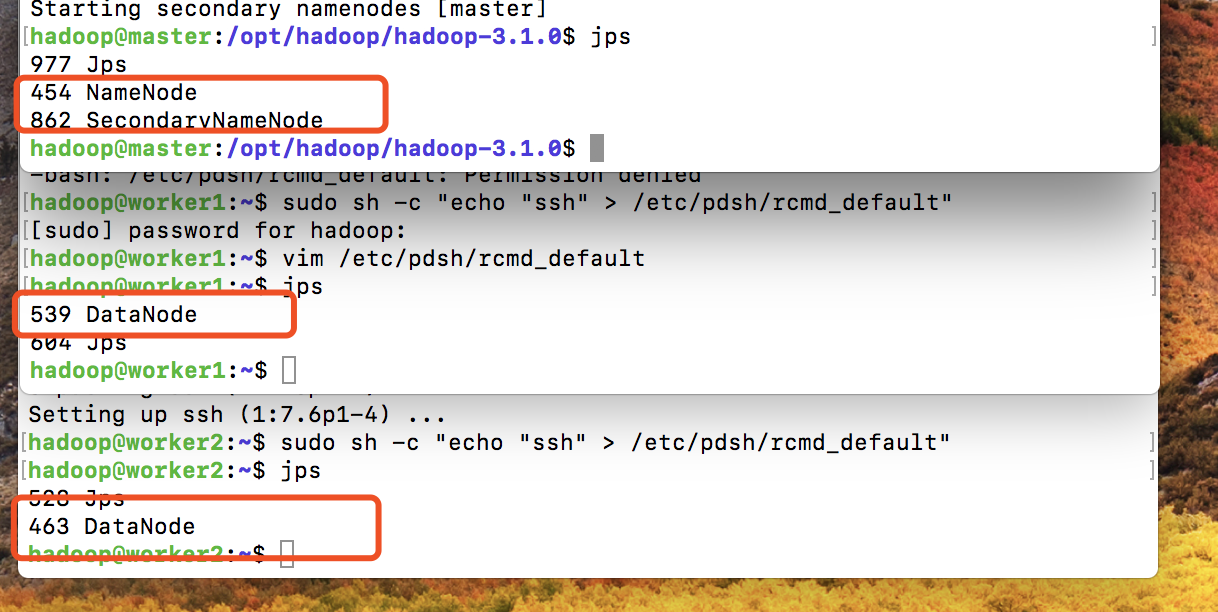 Starting secondary namenodes [master]
[hadoop@master:/opt/hadoop/hadoop-3.1.0$ jps ]
977 Jps
454 NameNode
862 SecondaryNameNode
hadoop@master:/opt/hadoop/hadoop-3.1.0$
-bash: /etc/pdsh/rcmd_default: Permission denied
[hadoop@worker1:~$ sudo sh -c "echo "ssh" > /etc/pdsh/rcmd_default" ]
[[sudo] password for hadoop: ]
[hadoop@worker1:~$ vim /etc/pdsh/rcmd_default ]
[hadoop@worker1:~$ jps ]
539 DataNode
604 Jps
hadoop@worker1:~$
Setting up ssh (1:7.6p1-4) ...
[hadoop@worker2:~$ sudo sh -c "echo "ssh" > /etc/pdsh/rcmd_default" ]
[hadoop@worker2:~$ jps ]
528 Jps
463 DataNode
hadoop@worker2:~$